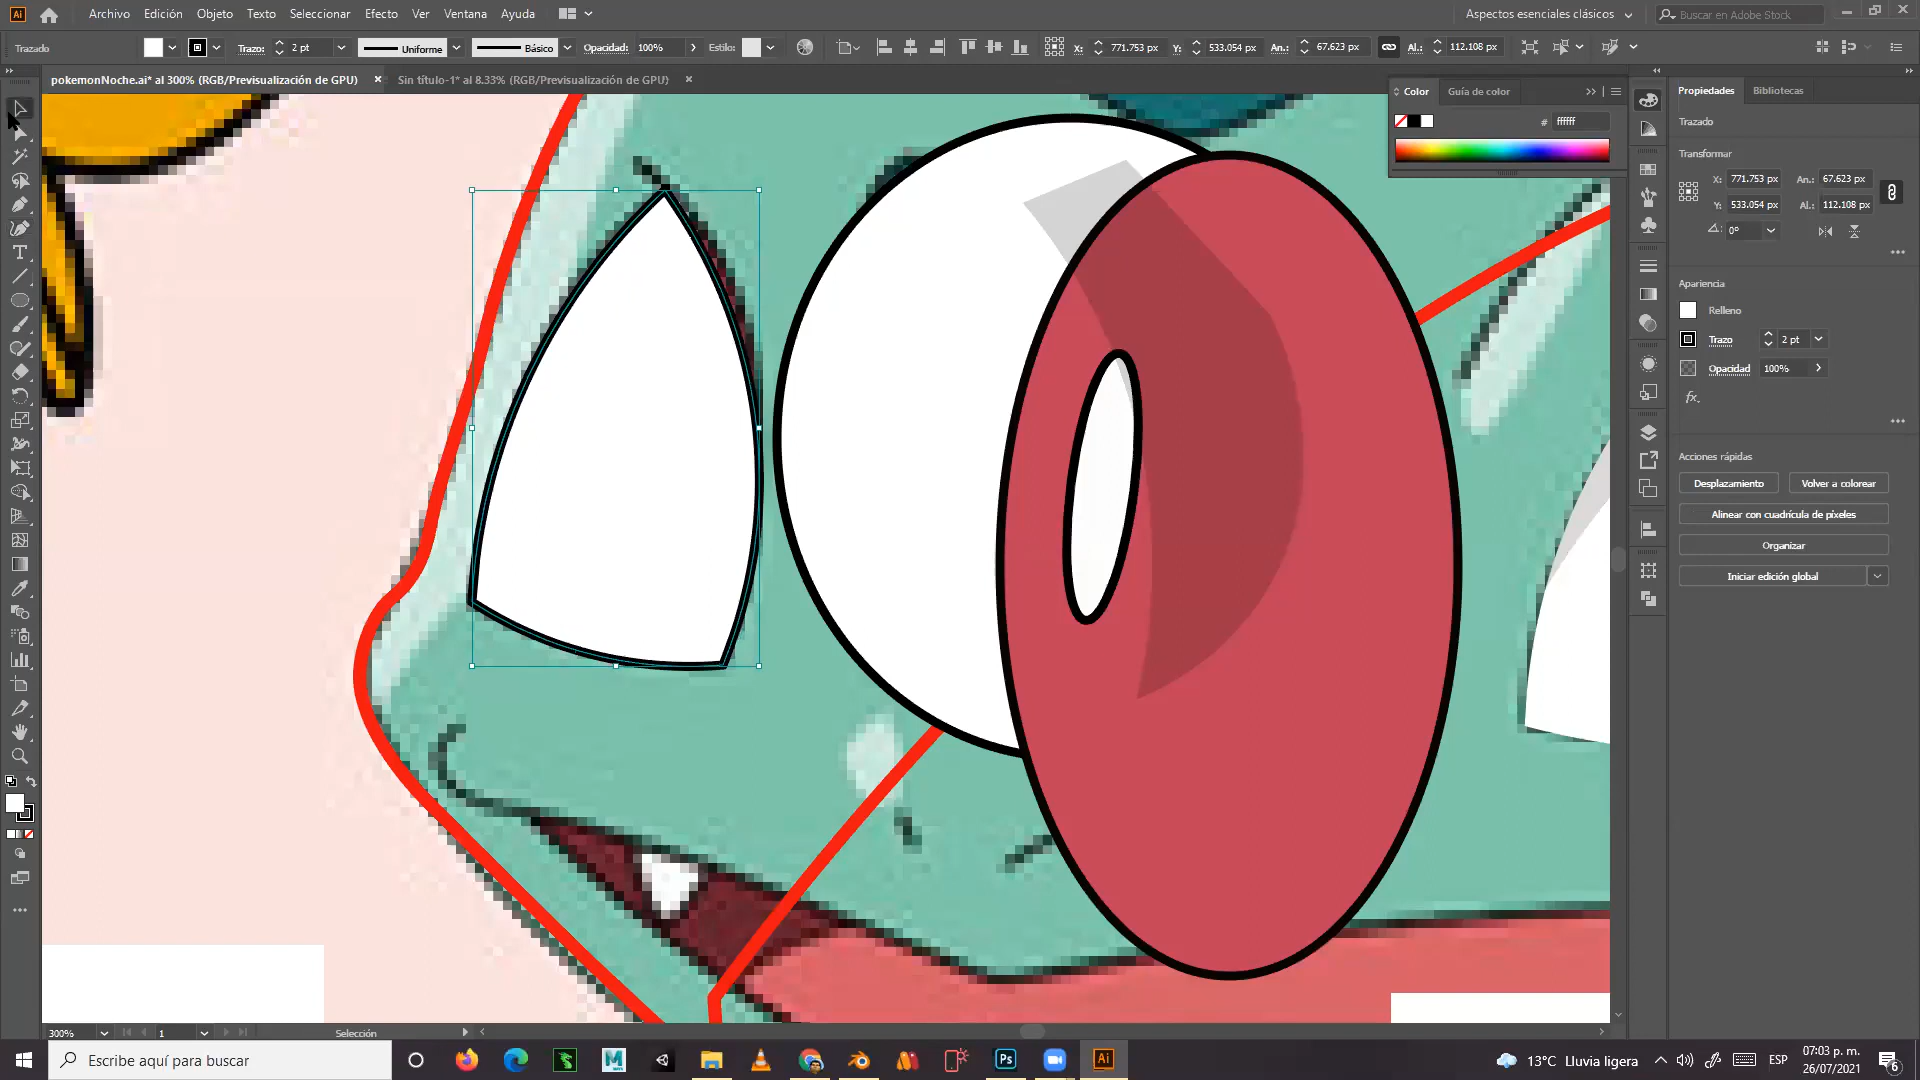 Ai Archivo Edición Objeto Texto Seleccionar Efecto Ver Ventana Ayuda Aspectos esenciales clásicos Buscar en Adobe Stock
Trazado Trazo: 2 pt Uniforme Básico Opacidad: 100% Estilo: X: 771.753 px Y: 533.054 px An.: 67.623 px Al.: 112.108 px
pokemonNoche.ai* al 300% (RGB/Previsualización de GPU) × Sin título-1* al 8.33% (RGB/Previsualización de GPU) ×
Color Guía de color
# ffffff
Propiedades Bibliotecas
Trazado
Transformar
X: 771.753 px An.: 67.623 px
Y: 533.054 px Al.: 112.108 px
0°
Apariencia
Relleno
Trazo 2 pt
Opacidad 100%
fx.
Acciones rápidas
Desplazamiento Volver a colorear
Alinear con cuadrícula de píxeles
Organizar
Iniciar edición global
300% 1 Selección
Escribe aquí para buscar
Ps Ai
13°C Lluvia ligera ESP
07:03 p. m.
26/07/2021
6